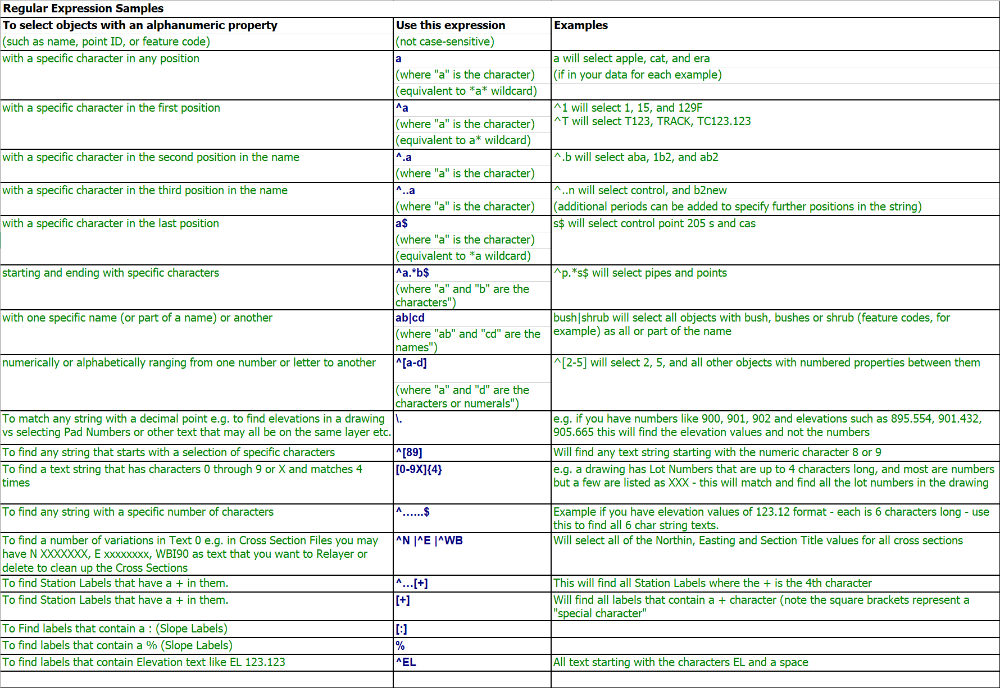 Regular Expression Samples
To select objects with an alphanumeric property
Use this expression
Examples
(such as name, point ID, or feature code)
(not case-sensitive)
with a specific character in any position
a
a will select apple, cat, and era
(where "a" is the character)
(if in your data for each example)
(equivalent to *a* wildcard)
with a specific character in the first position
^a
^1 will select 1, 15, and 129F
(where "a" is the character)
^T will select T123, TRACK, TC123.123
(equivalent to a* wildcard)
with a specific character in the second position in the name
^.a
^.b will select aba, 1b2, and ab2
(where "a" is the character)
with a specific character in the third position in the name
^..a
^..n will select control, and b2new
(where "a" is the character)
(additional periods can be added to specify further positions in the string)
with a specific character in the last position
a$
s$ will select control point 205 s and cas
(where "a" is the character)
(equivalent to *a wildcard)
starting and ending with specific characters
^a.*b$
^p.*s$ will select pipes and points
(where "a" and "b" are the
characters")
with one specific name (or part of a name) or another
ab|cd
bush|shrub will select all objects with bush, bushes or shrub (feature codes, for
example) as all or part of the name
(where "ab" and "cd" are the
names")
numerically or alphabetically ranging from one number or letter to another
^[a-d]
^[2-5] will select 2, 5, and all other objects with numbered properties between them
(where "a" and "d" are the
characters or numerals")
To match any string with a decimal point e.g. to find elevations in a drawing
vs selecting Pad Numbers or other text that may all be on the same layer etc.
\.
e.g. if you have numbers like 900, 901, 902 and elevations such as 895.554, 901.432,
905.665 this will find the elevation values and not the numbers
To find any string that starts with a selection of specific characters
^[89]
Will find any text string starting with the numeric character 8 or 9
To find a text string that has characters 0 through 9 or X and matches 4
times
[0-9X]{4}
e.g. a drawing has Lot Numbers that are up to 4 characters long, and most are numbers
but a few are listed as XXX - this will match and find all the lot numbers in the drawing
To find any string with a specific number of characters
^......$
Example if you have elevation values of 123.12 format - each is 6 characters long - use
this to find all 6 char string texts.
To find a number of variations in Text 0 e.g. in Cross Section Files you may
have N XXXXXXX, E xxxxxxxx, WBI90 as text that you want to Relayer or
delete to clean up the Cross Sections
^N |^E |^WB
Will select all of the Northin, Easting and Section Title values for all cross sections
To find Station Labels that have a + in them.
^...[+]
This will find all Station Labels where the + is the 4th character
To find Station Labels that have a + in them.
[+]
Will find all labels that contain a + character (note the square brackets represent a
"special character"
To Find labels that contain a : (Slope Labels)
[:]
To find labels that contain a % (Slope Labels)
%
To find labels that contain Elevation text like EL 123.123
^EL
All text starting with the characters EL and a space